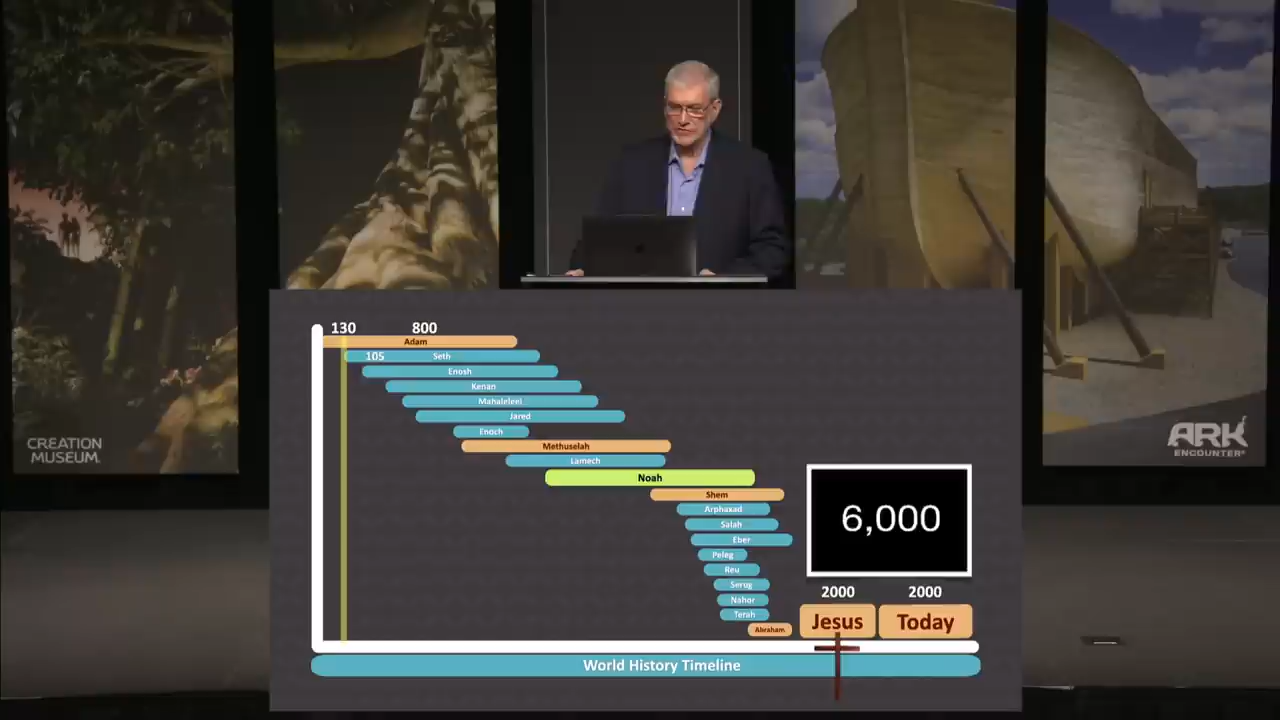 CREATION
MUSEUM
ARK
ENCOUNTER
130 800
Adam
105 Seth
Enosh
Kenan
Mahaleleel
Jared
Enoch
Methuselah
Lamech
Noah
Shem
Arphaxad
Salah
Eber
Peleg
Reu
Serug
Nahor
Terah
Abraham
6,000
2000 2000
Jesus Today
World History Timeline